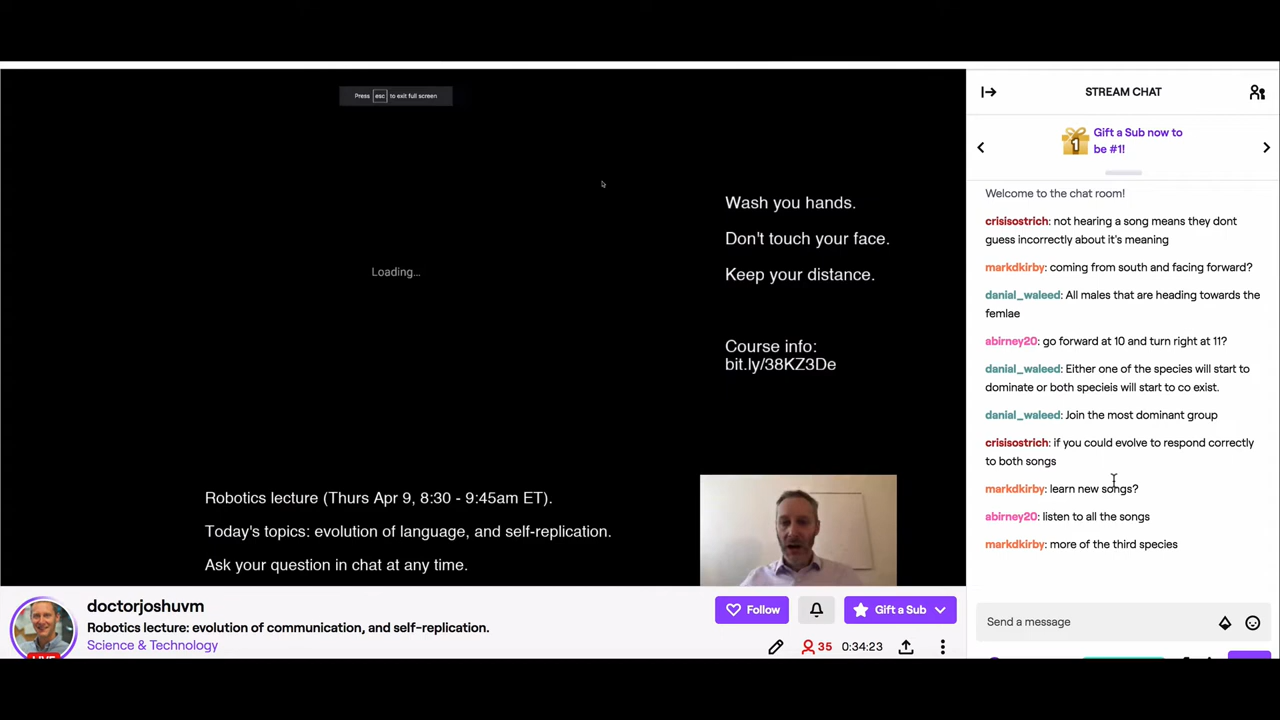 Press esc to exit full screen
Loading...
Wash you hands.
Don't touch your face.
Keep your distance.
Course info:
bit.ly/38KZ3De
Robotics lecture (Thurs Apr 9, 8:30 - 9:45am ET).
Today's topics: evolution of language, and self-replication.
Ask your question in chat at any time.
doctorjoshuvm
Robotics lecture: evolution of communication, and self-replication.
Science & Technology
LIVE
Follow
Gift a Sub
35
0:34:23
STREAM CHAT
1
Gift a Sub now to
be #1!
Welcome to the chat room!
crisisostrich: not hearing a song means they dont
guess incorrectly about it's meaning
markdkirby: coming from south and facing forward?
danial_waleed: All males that are heading towards the
femlae
abirney20: go forward at 10 and turn right at 11?
danial_waleed: Either one of the species will start to
dominate or both specieis will start to co exist.
danial_waleed: Join the most dominant group
crisisostrich: if you could evolve to respond correctly
to both songs
markdkirby: learn new songs?
abirney20: listen to all the songs
markdkirby: more of the third species
Send a message